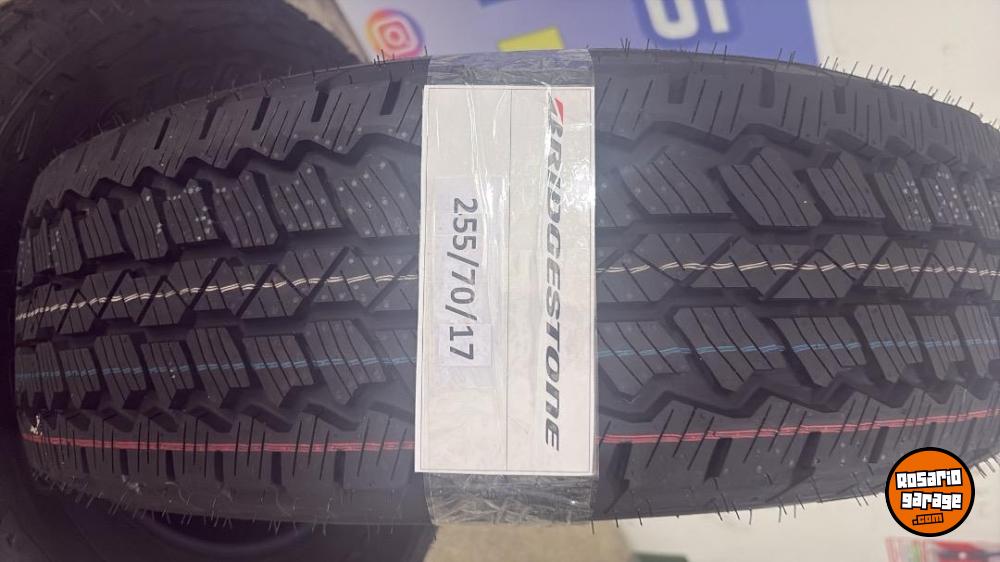 BRIDGESTONE
255/70/17
ROSARIO
garage
.com